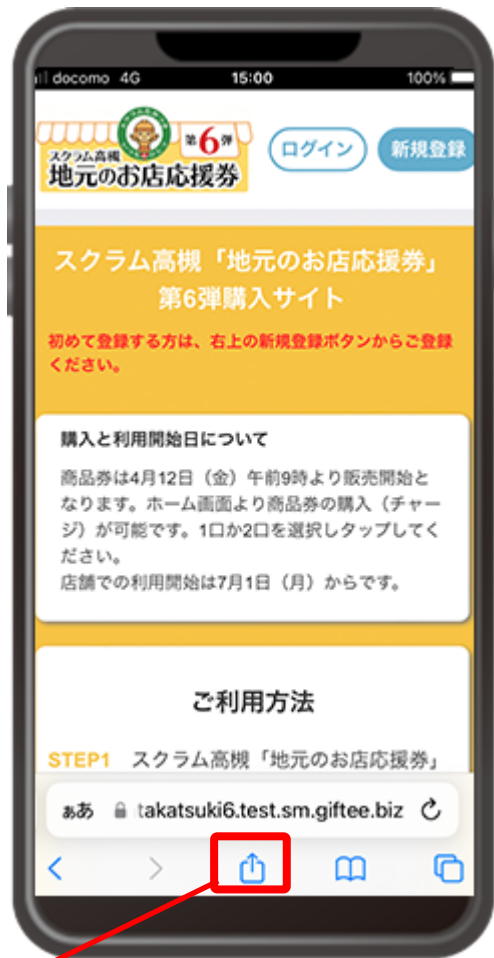 docomo 4G 15:00 100%
第6弾
スクラム高槻
地元のお店応援券
ログイン
新規登録
スクラム高槻「地元のお店応援券」
第6弾購入サイト
初めて登録する方は、右上の新規登録ボタンからご登録
ください。
購入と利用開始日について
商品券は4月12日（金）午前9時より販売開始と
なります。ホーム画面より商品券の購入（チャー
ジ）が可能です。1口か2口を選択しタップしてく
ださい。
店舗での利用開始は7月1日（月）からです。
ご利用方法
STEP1 スクラム高槻「地元のお店応援券」
ぁあ takatsuki6.test.sm.giftee.biz